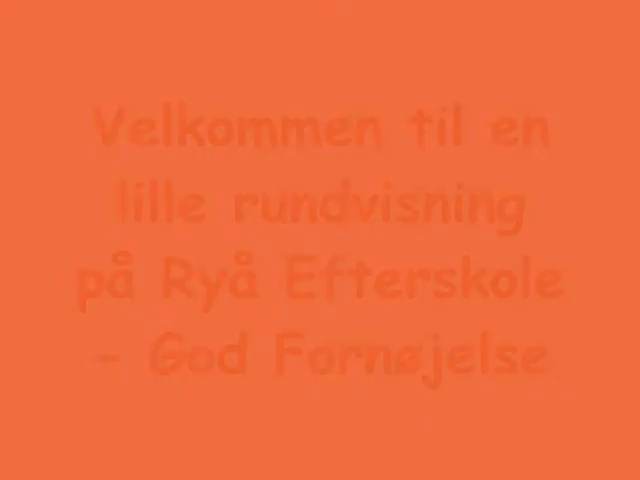 Velkommen til en
lille rundvisning
på Ryå Efterskole
- God Fornøjelse